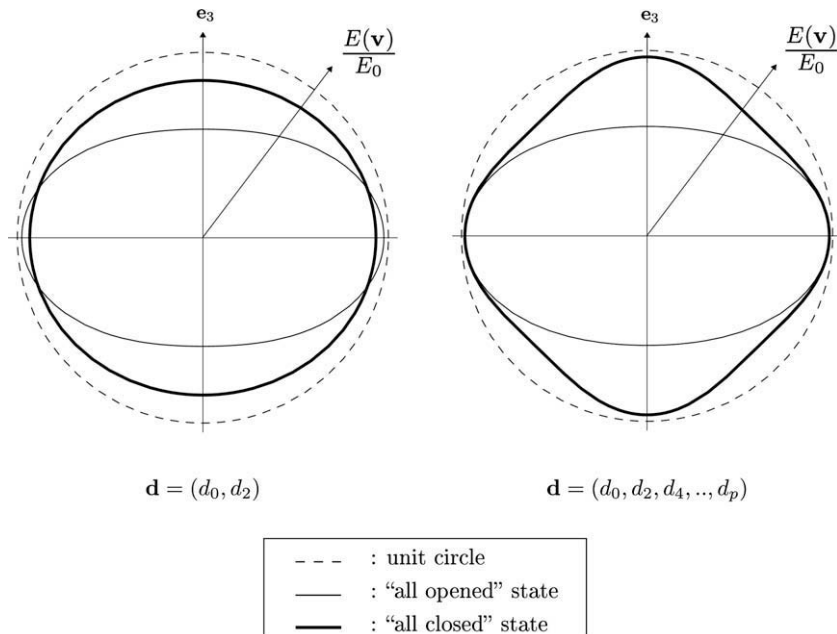 e₃
E(v)
E₀
e₃
E(v)
E₀
d = (d₀, d₂)
d = (d₀, d₂, d₄, .., dₚ)
: unit circle
: “all opened” state
: “all closed” state